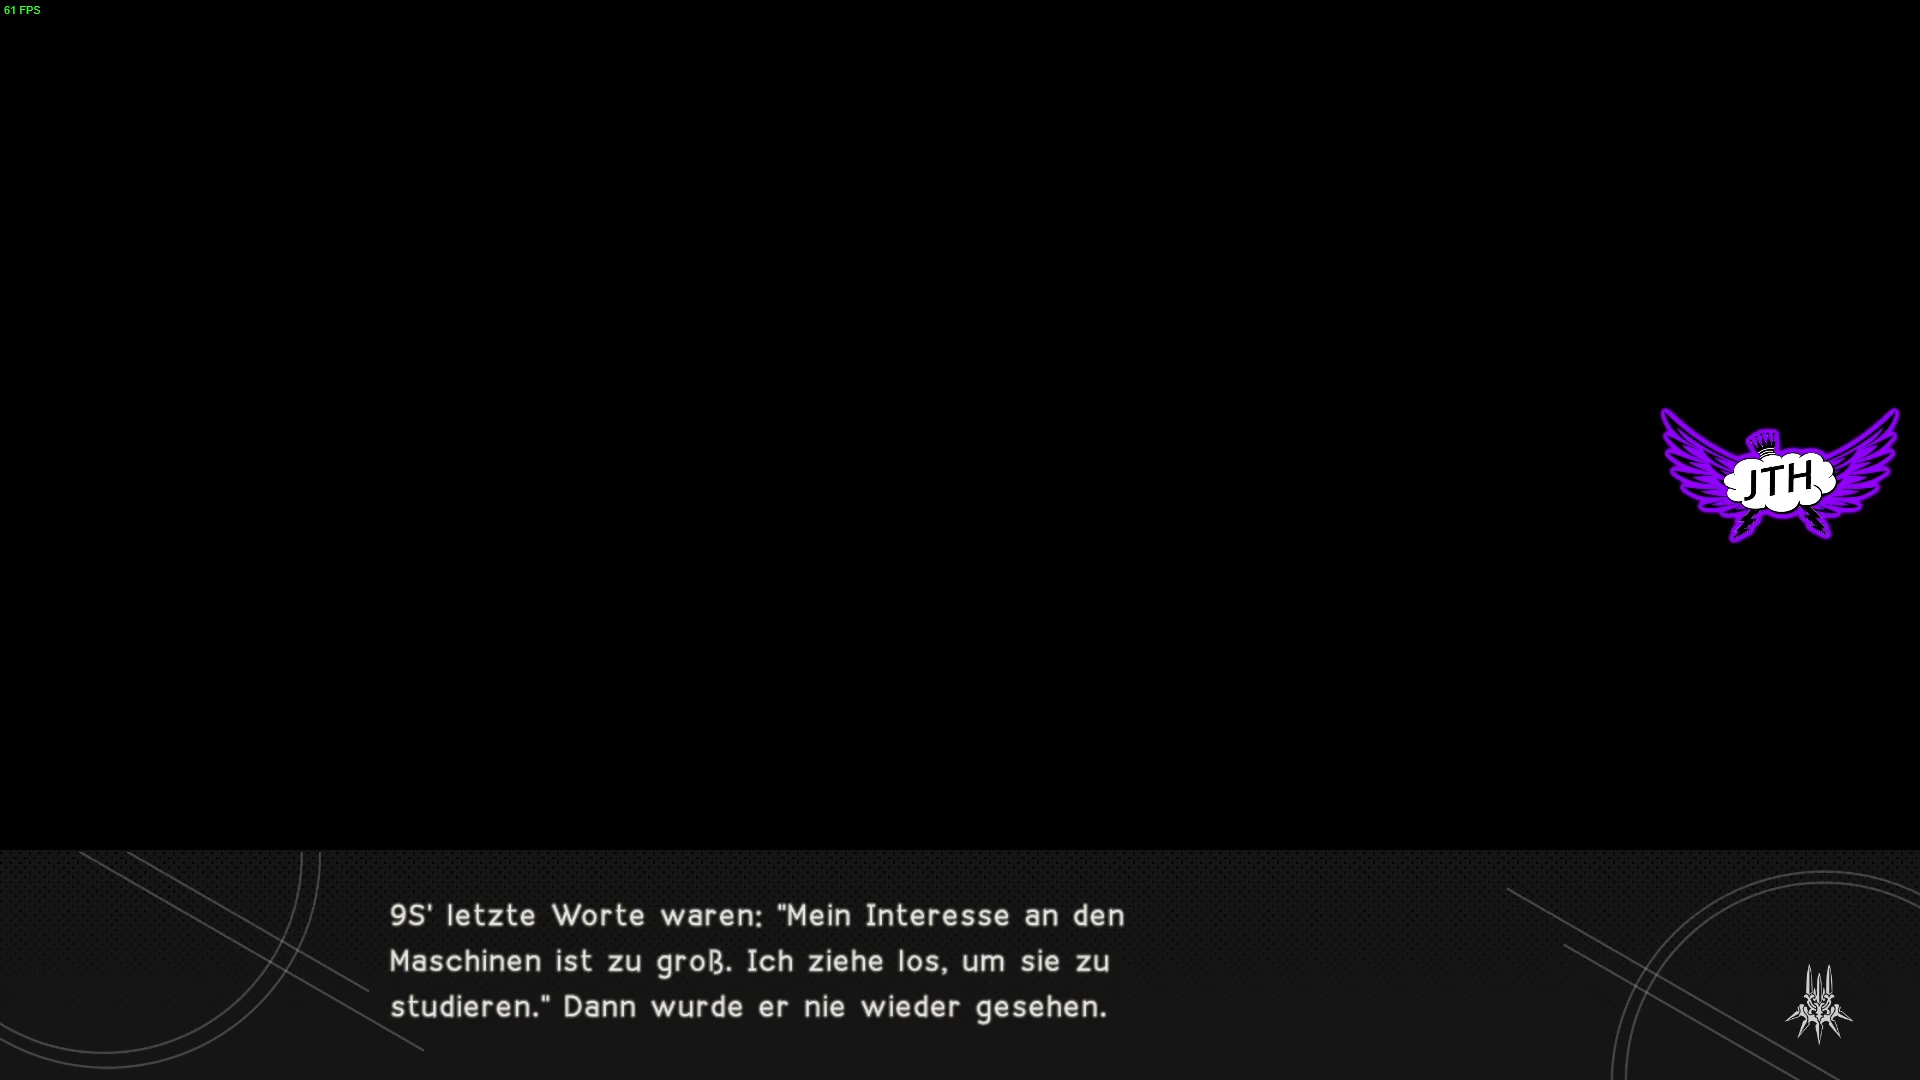 61 FPS
JTH
9S' letzte Worte waren: "Mein Interesse an den
Maschinen ist zu groß. Ich ziehe los, um sie zu
studieren." Dann wurde er nie wieder gesehen.